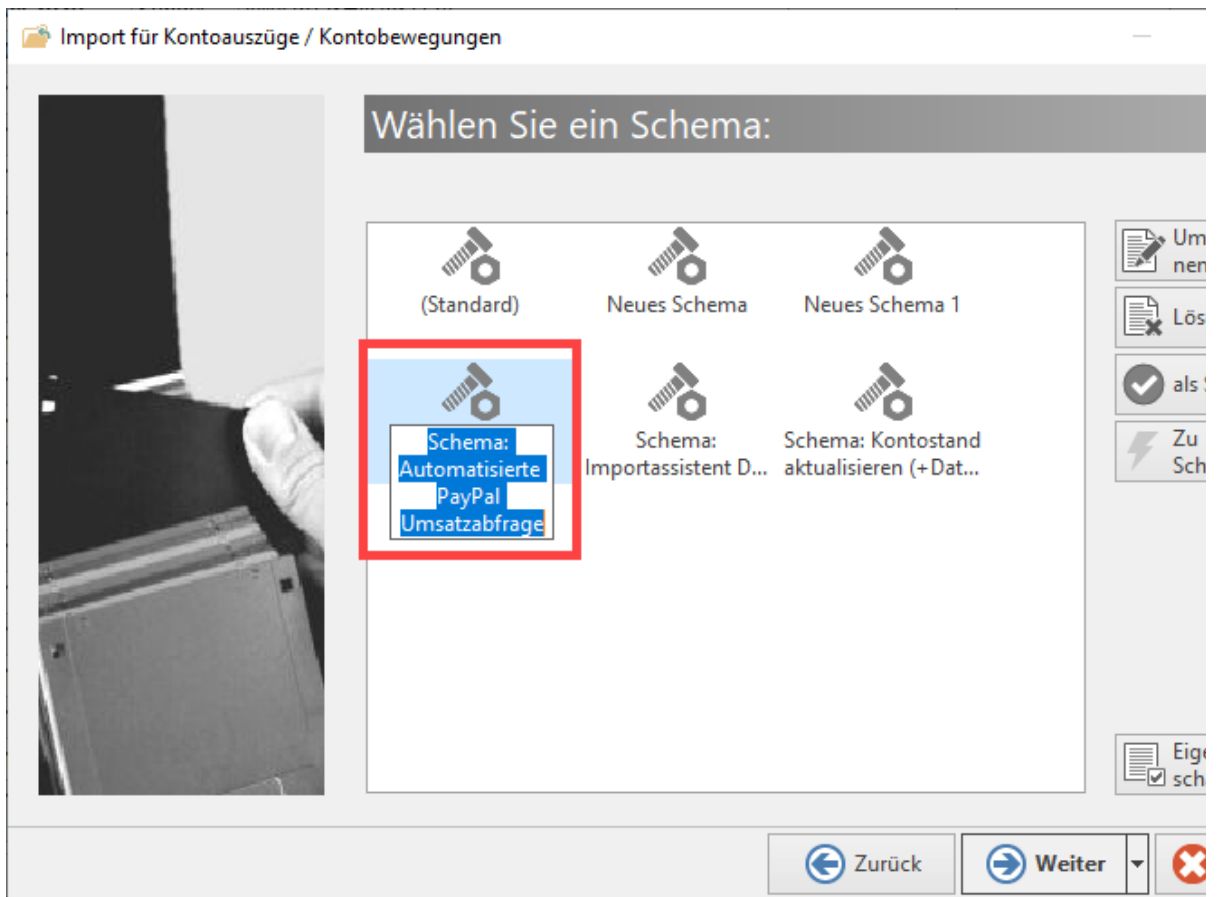 Import für Kontoauszüge / Kontobewegungen
Wählen Sie ein Schema:
(Standard)
Neues Schema
Neues Schema 1
Schema:
Automatisierte
PayPal
Umsatzabfrage
Schema:
Importassistent D...
Schema: Kontostand
aktualisieren (+Dat...
Um
nen
Lös
als
Zu
Sch
Eige
sch
Zurück
Weiter